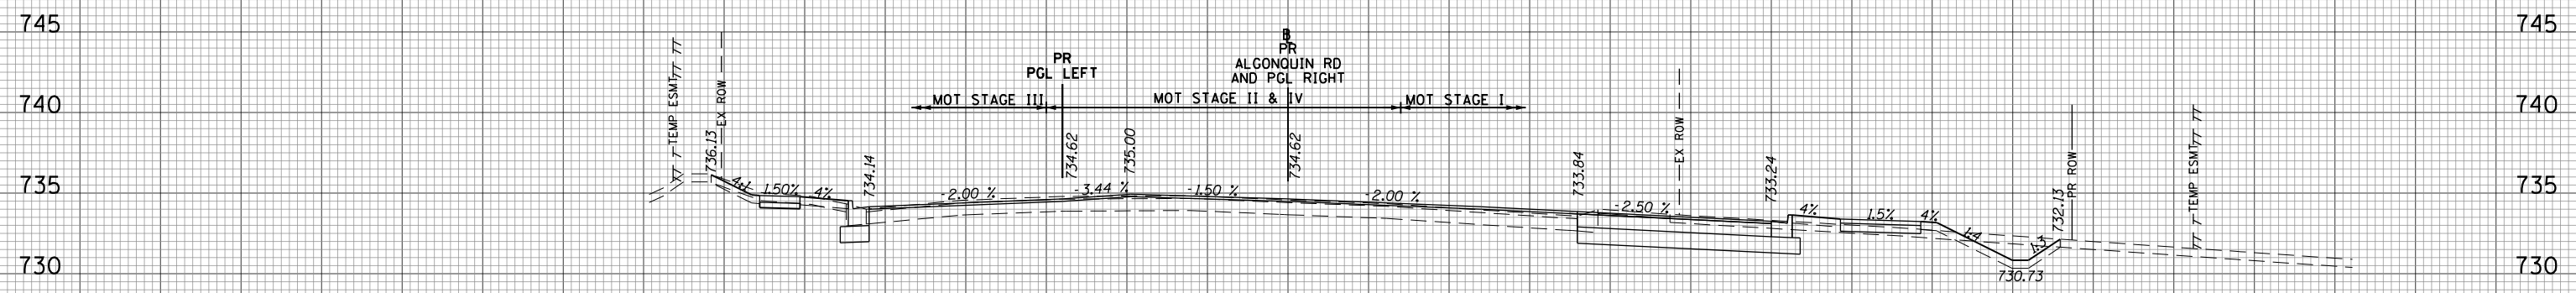 745
745
B
PR
ALGONQUIN RD
AND PGL RIGHT
PR
PGL LEFT
TEMP ESMT
EX ROW
MOT STAGE III
MOT STAGE II & IV
MOT STAGE I
740
740
EX ROW
PR ROW
TEMP ESMT
736.13
734.14
734.62
735.00
734.62
733.84
733.24
732.13
735
735
4:1
1.50%
4%
-2.00 %
-3.44 %
-1.50 %
-2.00 %
-2.50 %
4%
1.5%
4%
1:4
1:3
730.73
730
730